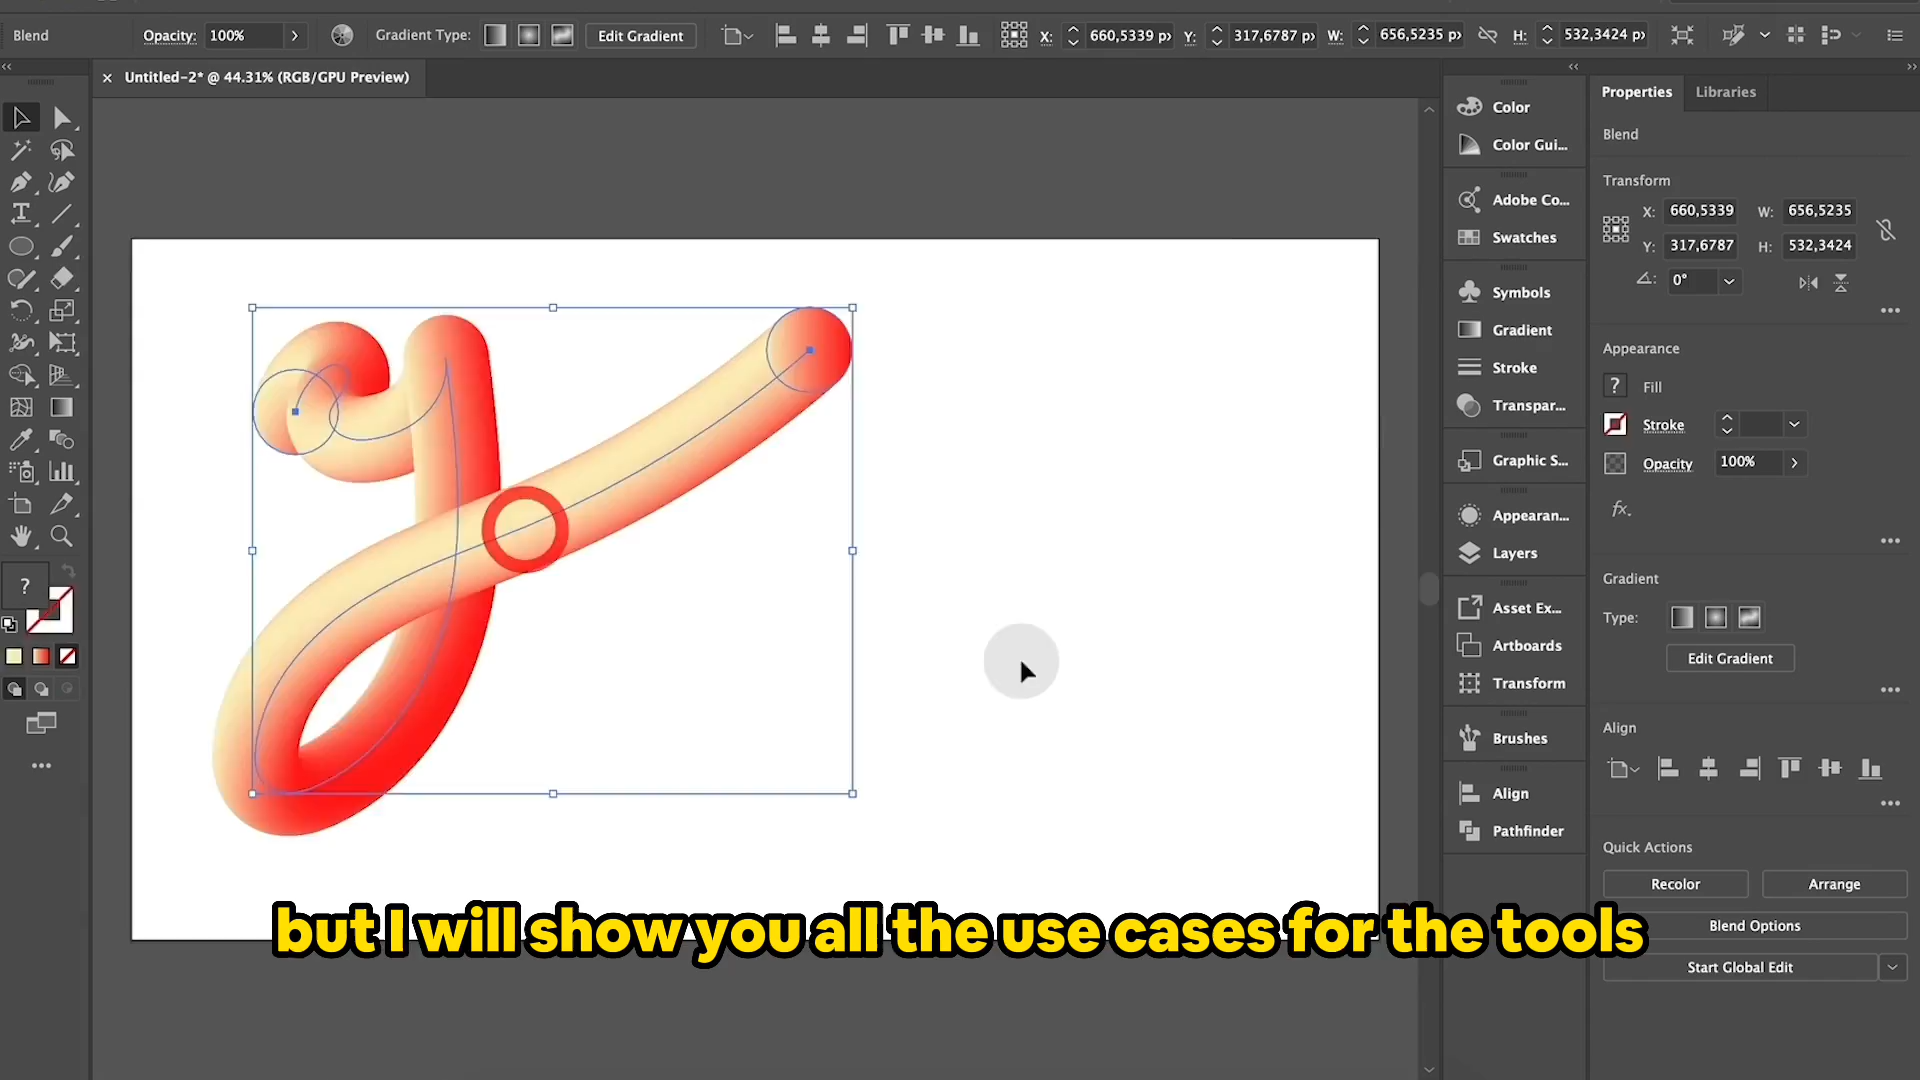 Blend Opacity: 100% Gradient Type: Edit Gradient X: 660,5339 px Y: 317,6787 px W: 656,5235 px H: 532,3424 px
Untitled-2* @ 44.31% (RGB/GPU Preview)
Color
Color Gui...
Adobe Co...
Swatches
Symbols
Gradient
Stroke
Transpar...
Graphic S...
Appearan...
Layers
Asset Ex...
Artboards
Transform
Brushes
Align
Pathfinder
Properties Libraries
Blend
Transform
X: 660,5339 W: 656,5235
Y: 317,6787 H: 532,3424
0°
Appearance
? Fill
Stroke
Opacity 100%
fx.
Gradient
Type:
Edit Gradient
Align
Quick Actions
Recolor Arrange
Blend Options
Start Global Edit
?
but I will show you all the use cases for the tools